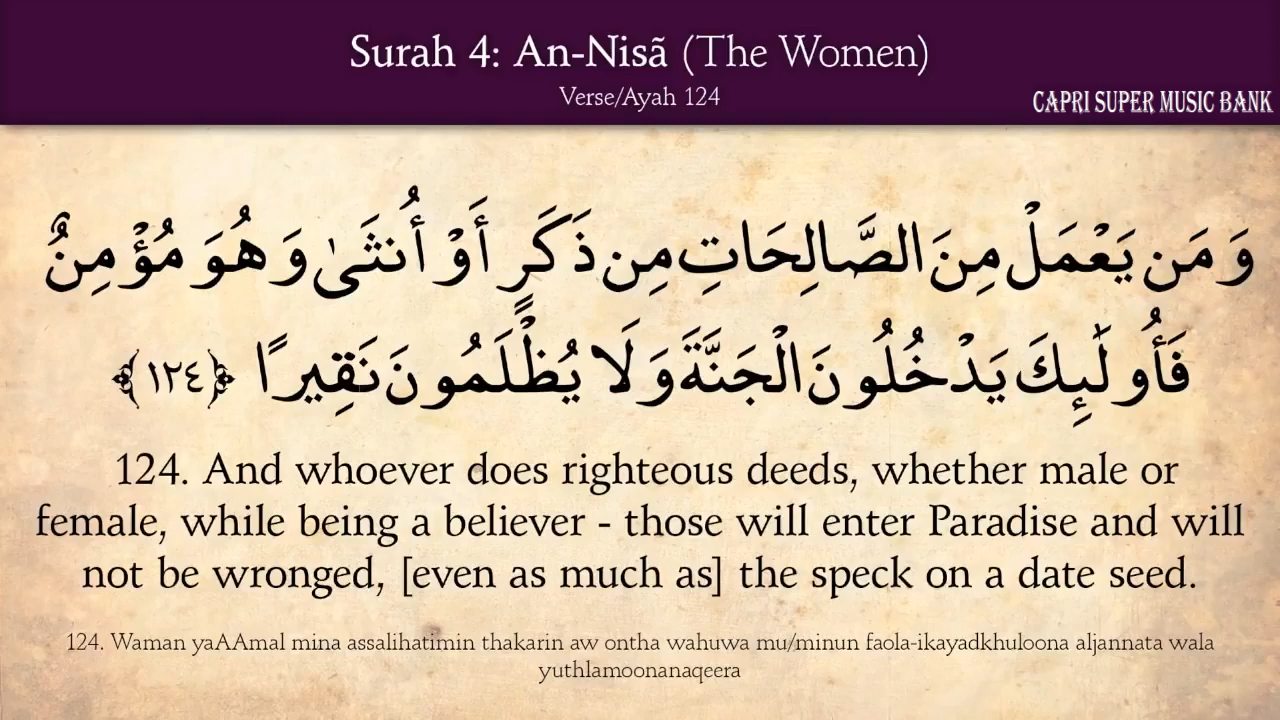 Surah 4: An-Nisã (The Women)
Verse/Ayah 124
CAPRI SUPER MUSIC BANK
وَمَن يَعْمَلْ مِنَ الصَّالِحَاتِ مِن ذَكَرٍ أَوْ أُنثَىٰ وَهُوَ مُؤْمِنٌ
فَأُولَٰئِكَ يَدْخُلُونَ الْجَنَّةَ وَلَا يُظْلَمُونَ نَقِيرًا ﴿١٢٤﴾
124. And whoever does righteous deeds, whether male or
female, while being a believer - those will enter Paradise and will
not be wronged, [even as much as] the speck on a date seed.
124. Waman yaAAmal mina assalihatimin thakarin aw ontha wahuwa mu/minun faola-ikayadkhuloona aljannata wala
yuthlamoonanaqeera